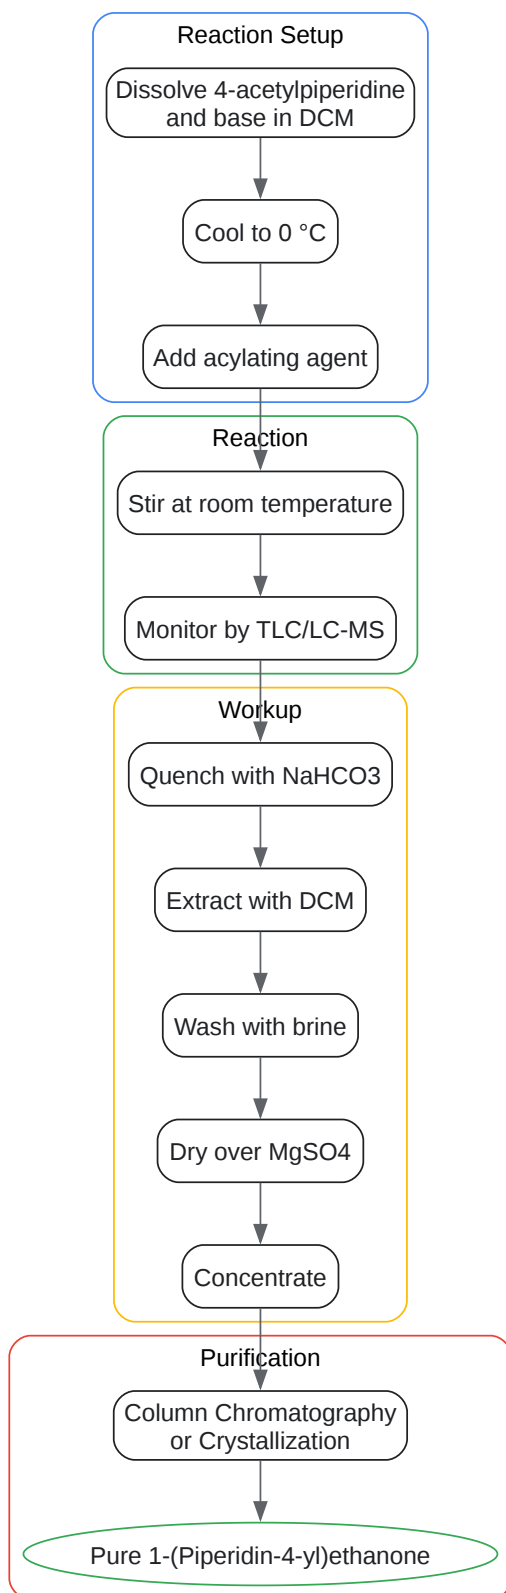 Reaction Setup
Dissolve 4-acetylpiperidine
and base in DCM
Cool to 0 °C
Add acylating agent
Reaction
Stir at room temperature
Monitor by TLC/LC-MS
Workup
Quench with NaHCO3
Extract with DCM
Wash with brine
Dry over MgSO4
Concentrate
Purification
Column Chromatography
or Crystallization
Pure 1-(Piperidin-4-yl)ethanone